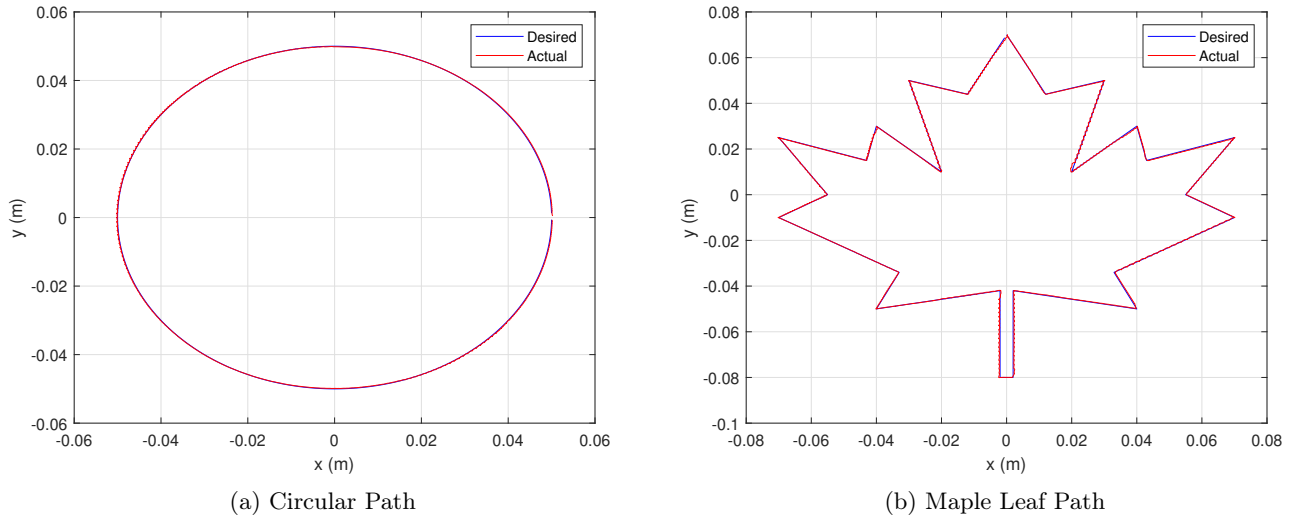 0.06
0.04
0.02
0
-0.02
-0.04
-0.06
y (m)
-0.06 -0.04 -0.02 0 0.02 0.04 0.06
x (m)
Desired
Actual
(a) Circular Path
0.08
0.06
0.04
0.02
0
-0.02
-0.04
-0.06
-0.08
-0.1
y (m)
-0.08 -0.06 -0.04 -0.02 0 0.02 0.04 0.06 0.08
x (m)
Desired
Actual
(b) Maple Leaf Path